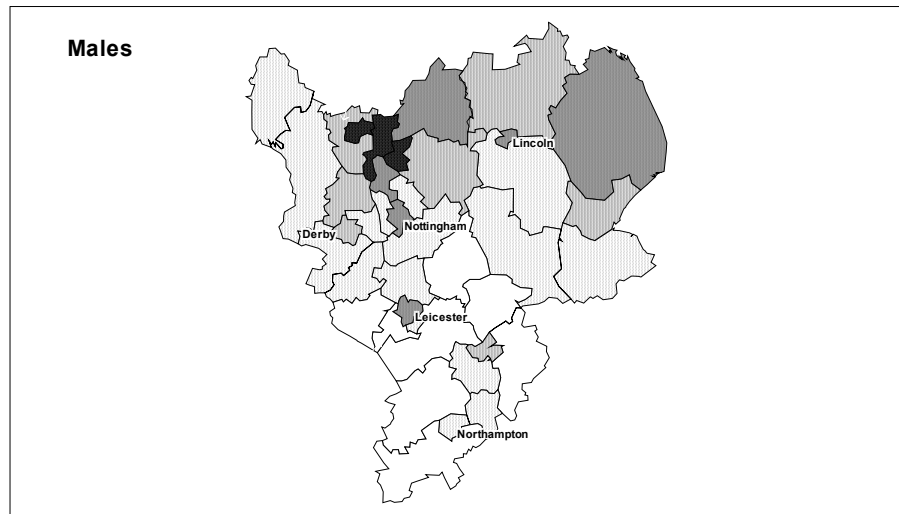 Males
Lincoln
Derby
Nottingham
Leicester
Northampton